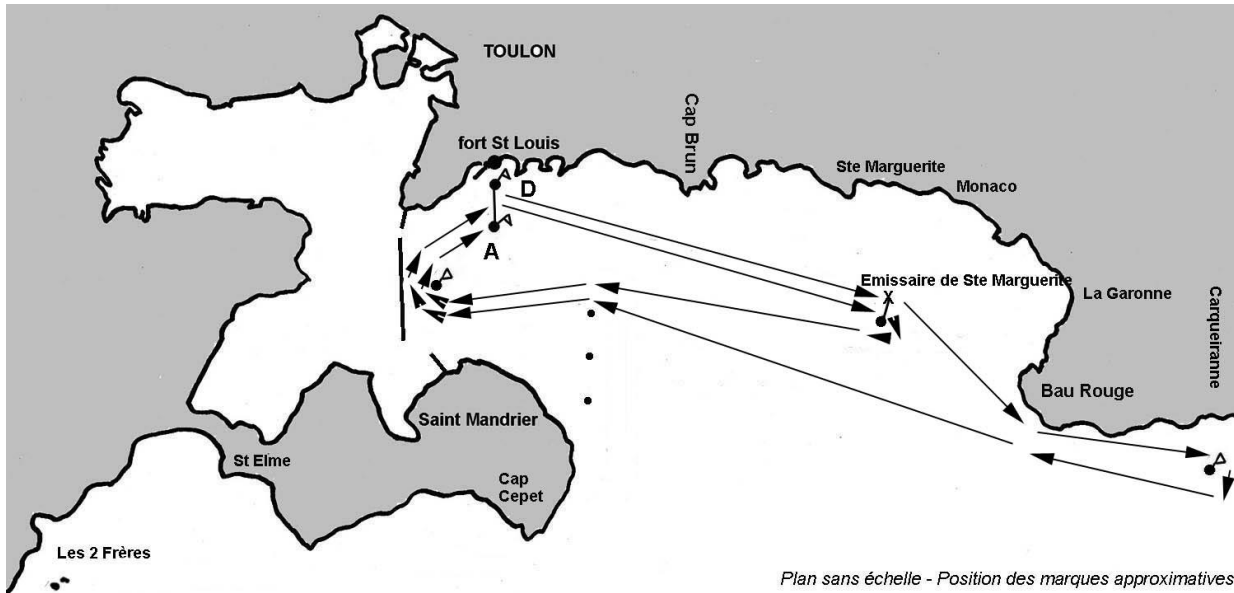 TOULON
fort St Louis
Cap Brun
Ste Marguerite
Monaco
D
A
Emissaire de Ste Marguerite
X
La Garonne
Carqueiranne
Bau Rouge
Saint Mandrier
St Elme
Cap
Cepet
Les 2 Frères
Plan sans échelle - Position des marques approximatives